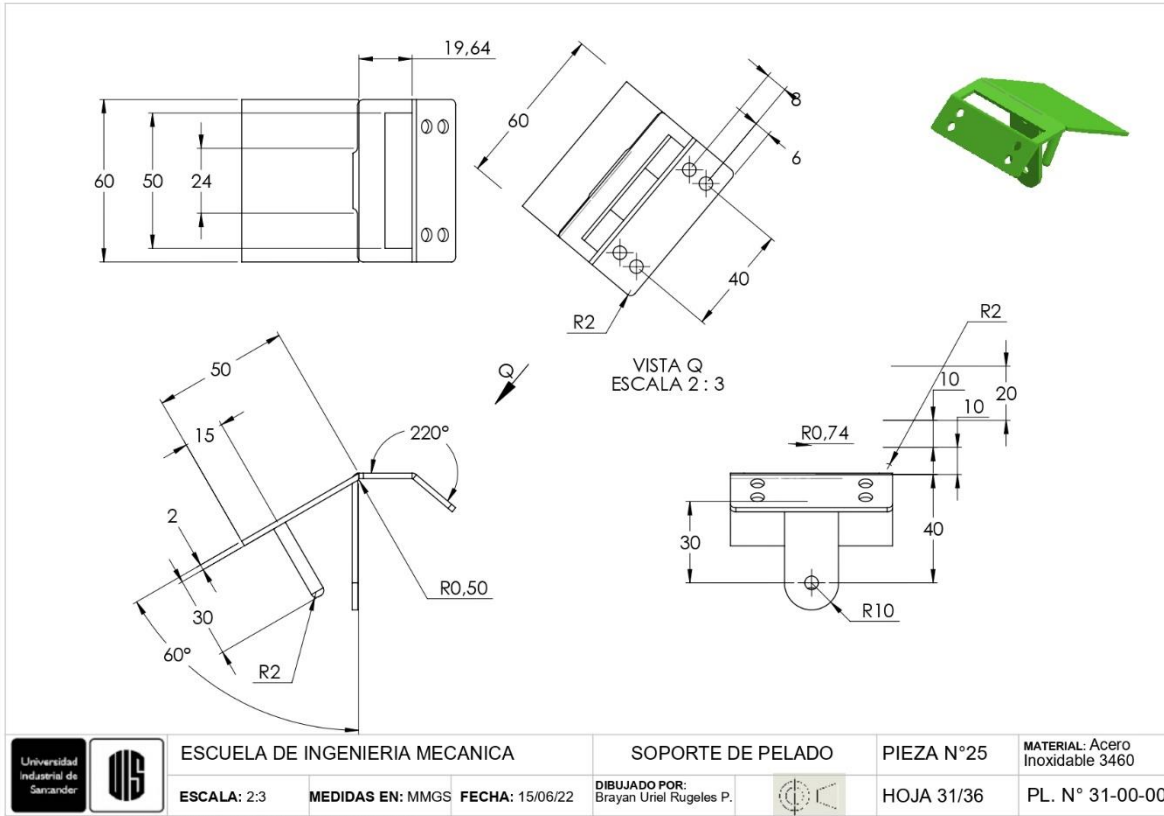 19,64
60
50
24
60
8
6
40
R2
VISTA Q
ESCALA 2 : 3
50
15
2
30
60°
R2
Q
220°
R0,50
R2
10
20
10
R0,74
30
40
R10
Universidad
Industrial de
Santander
UIS
ESCUELA DE INGENIERIA MECANICA
SOPORTE DE PELADO
PIEZA N°25
MATERIAL: Acero
Inoxidable 3460
ESCALA: 2:3
MEDIDAS EN: MMGS
FECHA: 15/06/22
DIBUJADO POR:
Brayan Uriel Rugeles P.
HOJA 31/36
PL. N° 31-00-00